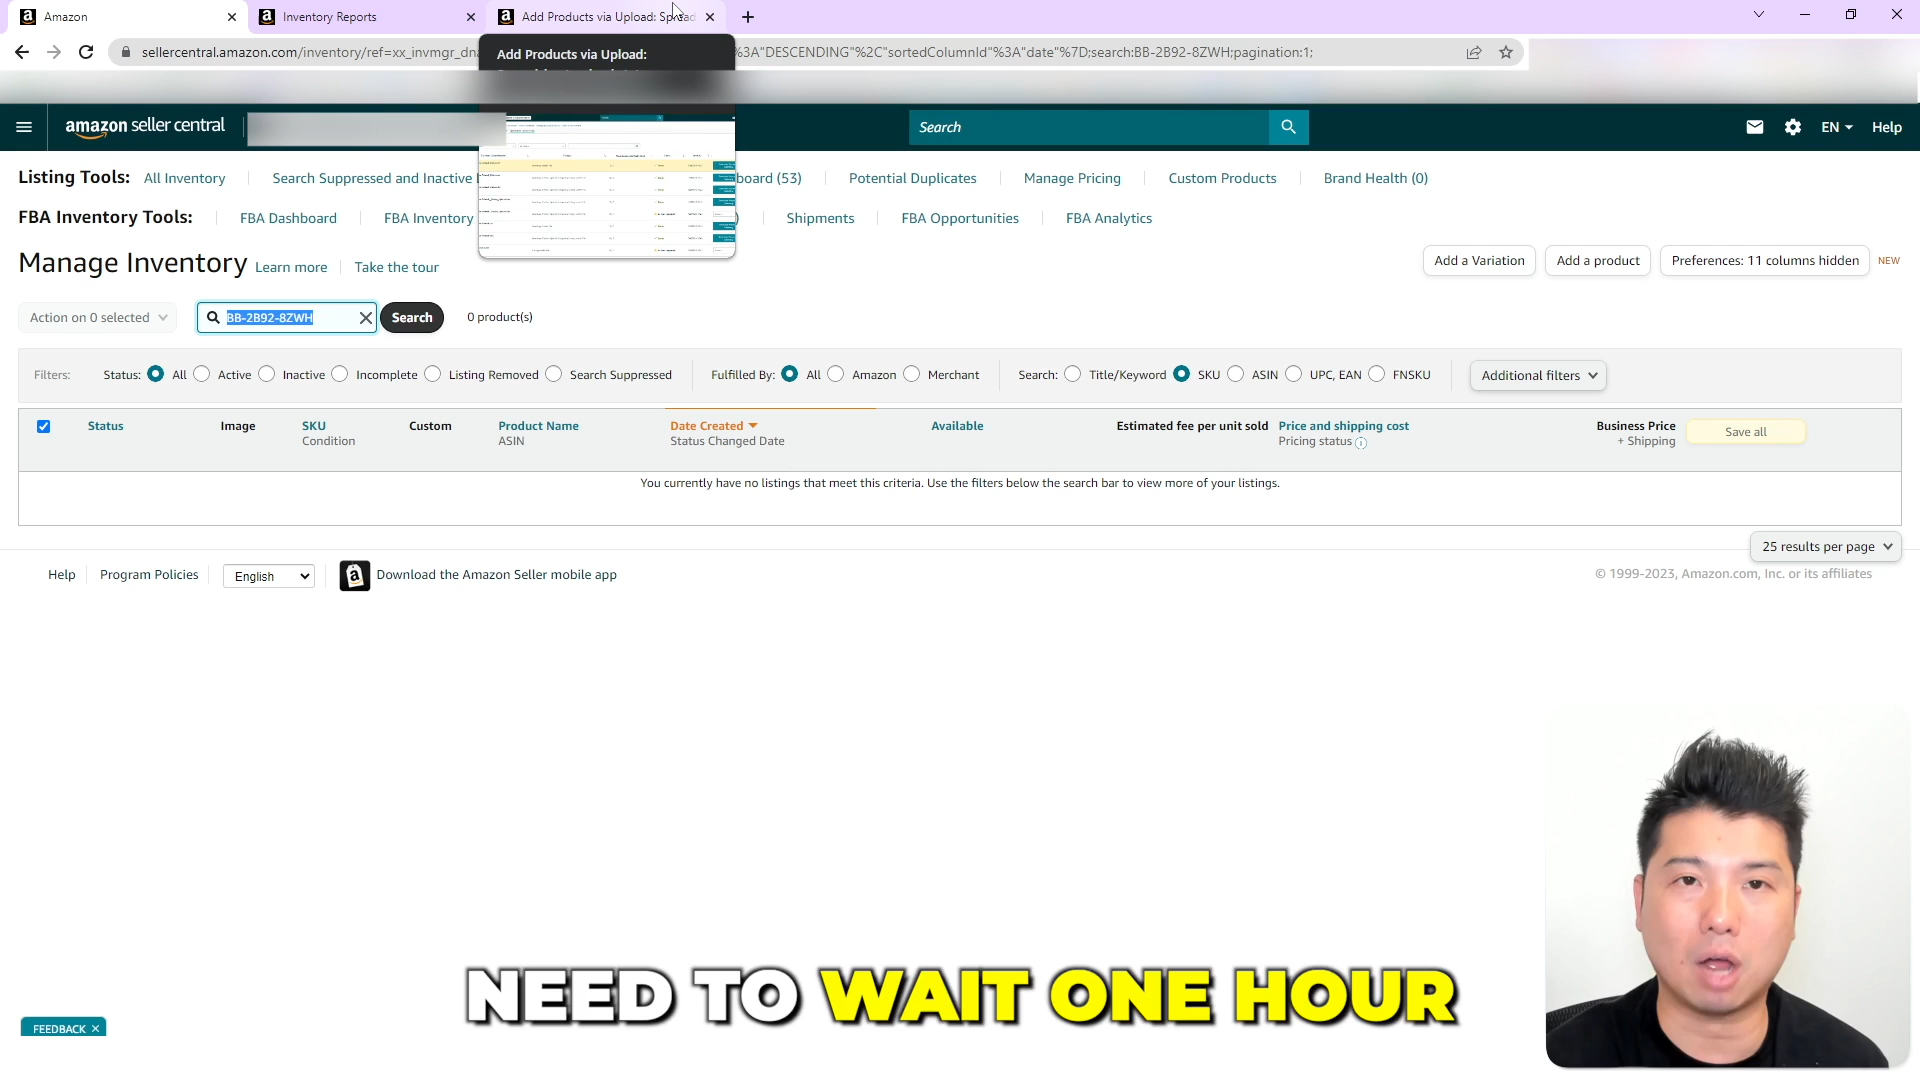 Amazon
Inventory Reports
Add Products via Upload: Spread
sellercentral.amazon.com/inventory/ref=xx_invmgr_dna
%3A"DESCENDING"%2C"sortedColumnId"%3A"date"%7D;search:BB-2B92-8ZWH;pagination:1;
Add Products via Upload:
amazon seller central
Search
EN
Help
Listing Tools:
All Inventory
Search Suppressed and Inactive
board (53)
Potential Duplicates
Manage Pricing
Custom Products
Brand Health (0)
FBA Inventory Tools:
FBA Dashboard
FBA Inventory
)
Shipments
FBA Opportunities
FBA Analytics
Manage Inventory
Learn more
Take the tour
Add a Variation
Add a product
Preferences: 11 columns hidden
NEW
Action on 0 selected
BB-2B92-8ZWH
Search
0 product(s)
Filters:
Status: All Active Inactive Incomplete Listing Removed Search Suppressed
Fulfilled By: All Amazon Merchant
Search: Title/Keyword SKU ASIN UPC, EAN FNSKU
Additional filters
Status
Image
SKU
Condition
Custom
Product Name
ASIN
Date Created
Status Changed Date
Available
Estimated fee per unit sold
Price and shipping cost
Pricing status
Business Price
+ Shipping
Save all
You currently have no listings that meet this criteria. Use the filters below the search bar to view more of your listings.
25 results per page
Help
Program Policies
English
Download the Amazon Seller mobile app
© 1999-2023, Amazon.com, Inc. or its affiliates
NEED TO WAIT ONE HOUR
FEEDBACK